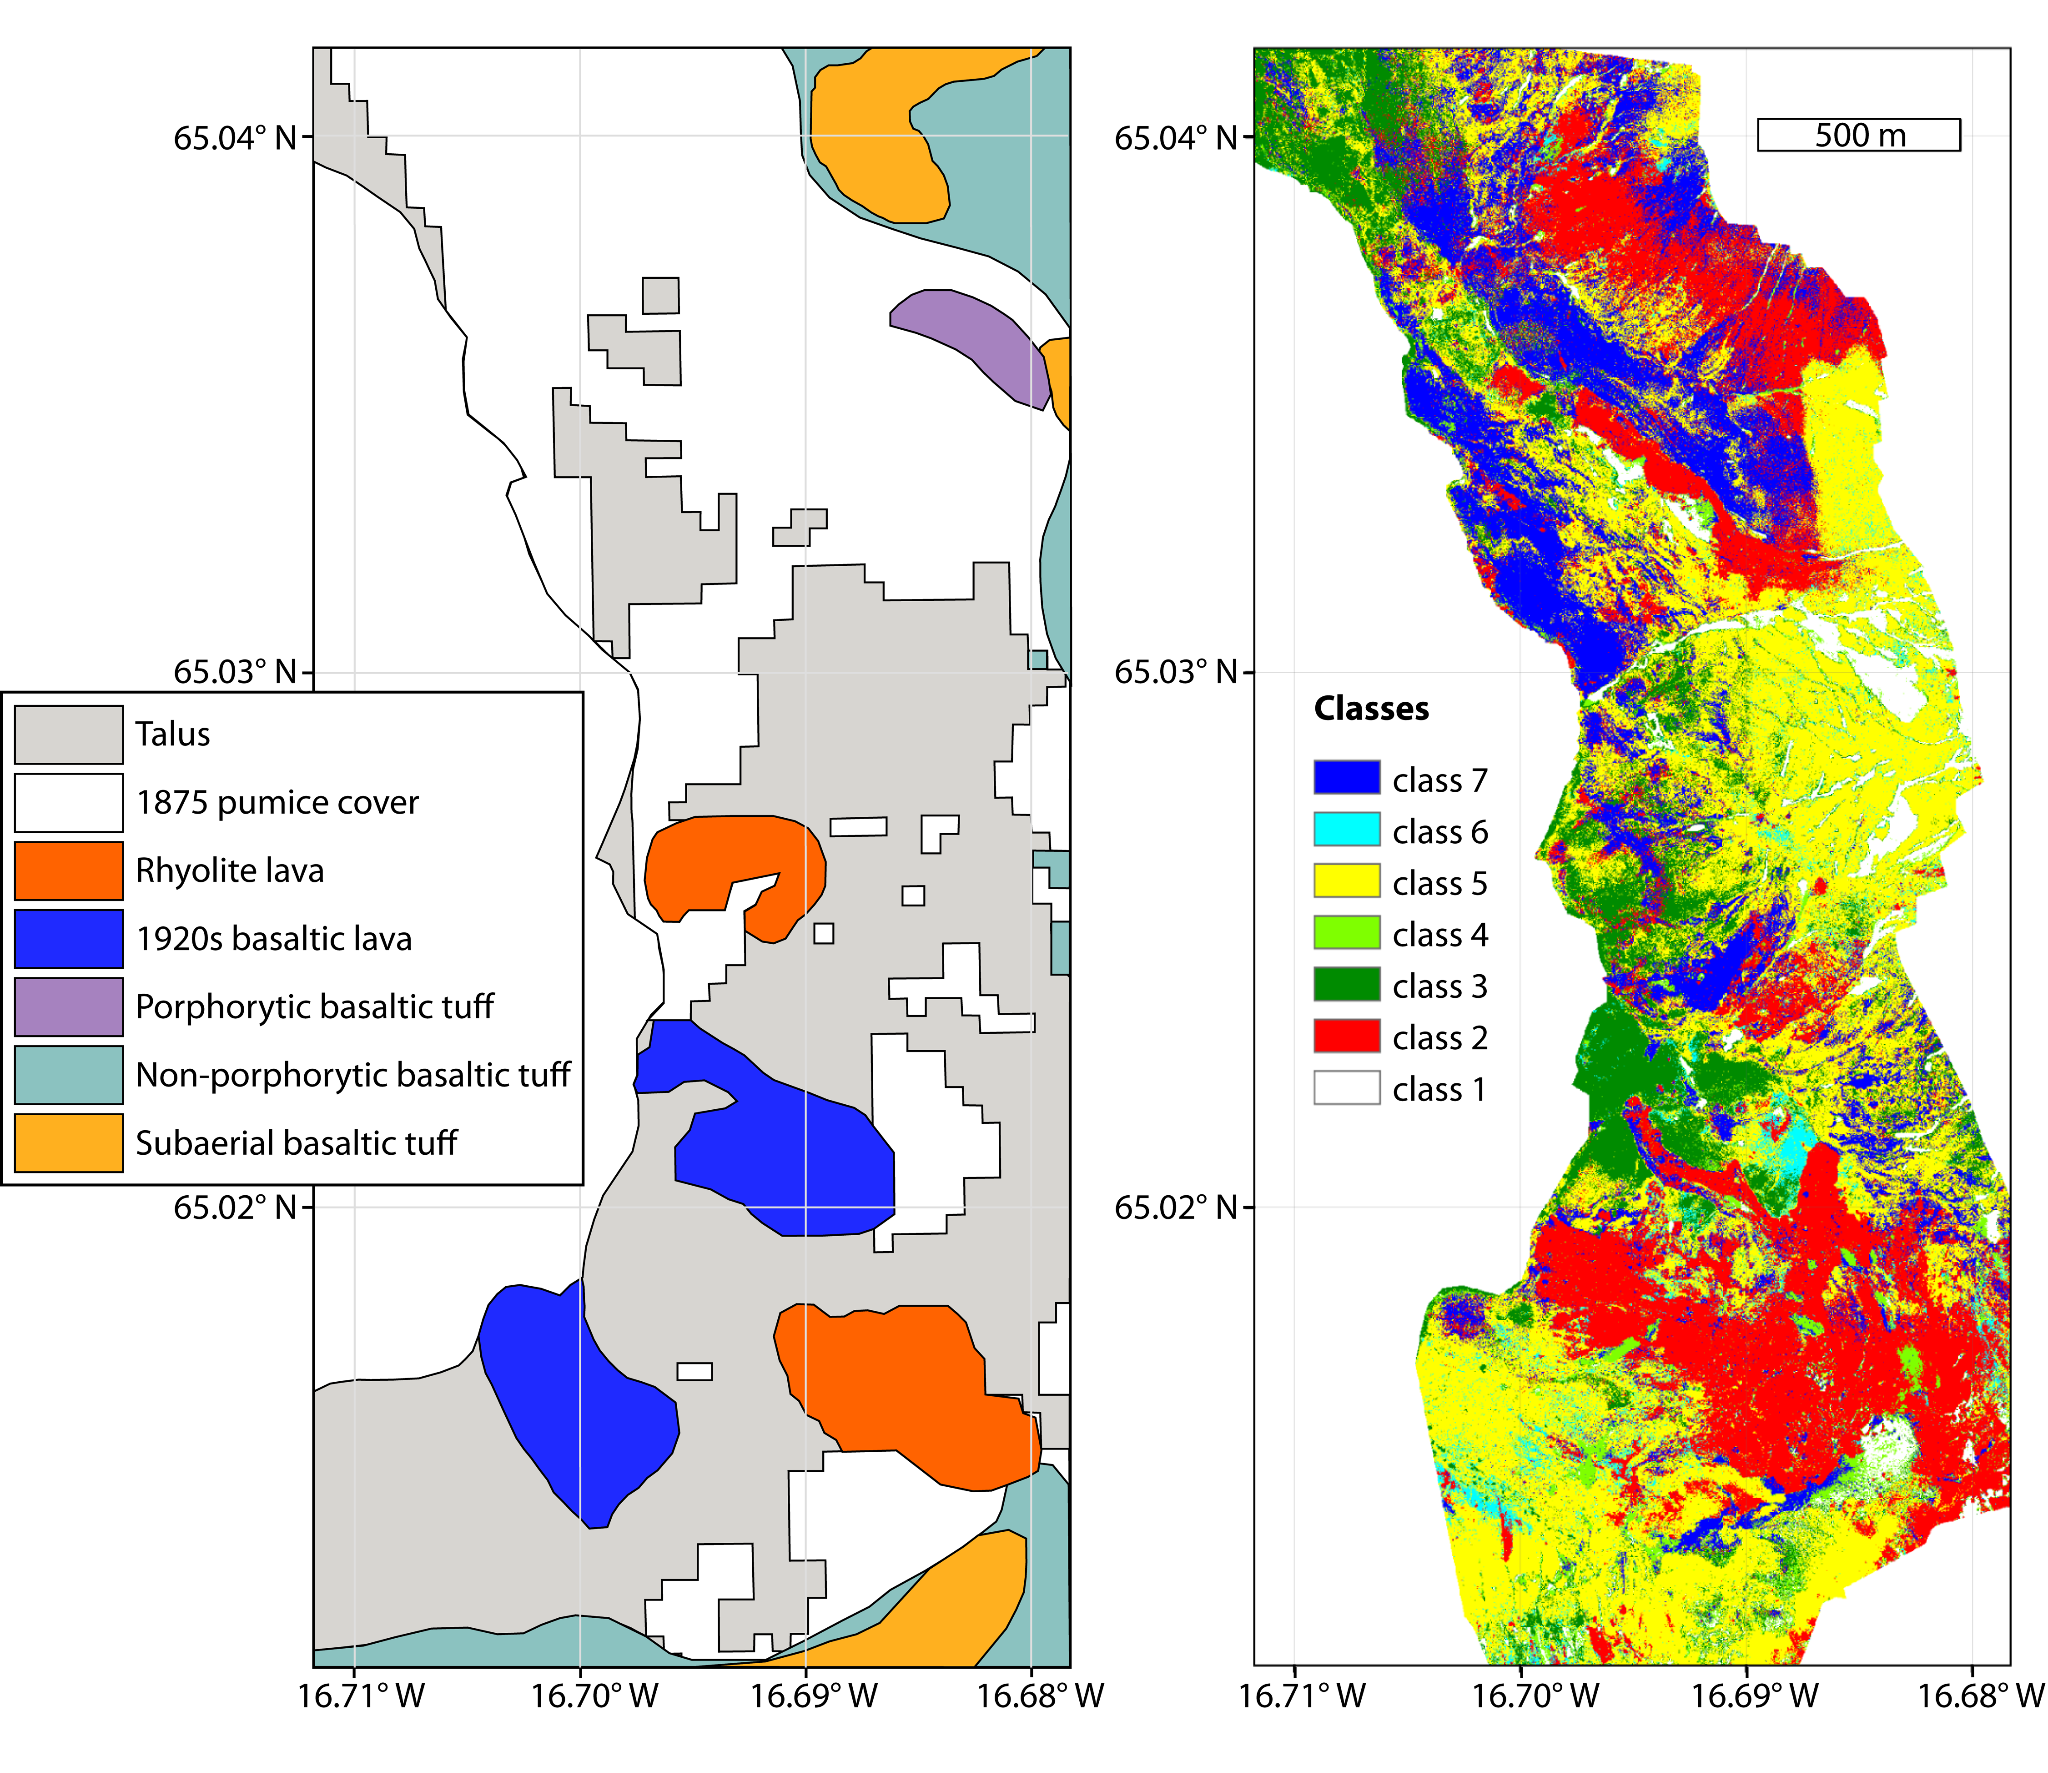 65.04° N
65.03° N
65.02° N
Talus
1875 pumice cover
Rhyolite lava
1920s basaltic lava
Porphorytic basaltic tuff
Non-porphorytic basaltic tuff
Subaerial basaltic tuff
16.71° W
16.70° W
16.69° W
16.68° W
65.04° N
65.03° N
65.02° N
500 m
Classes
class 7
class 6
class 5
class 4
class 3
class 2
class 1
16.71° W
16.70° W
16.69° W
16.68° W